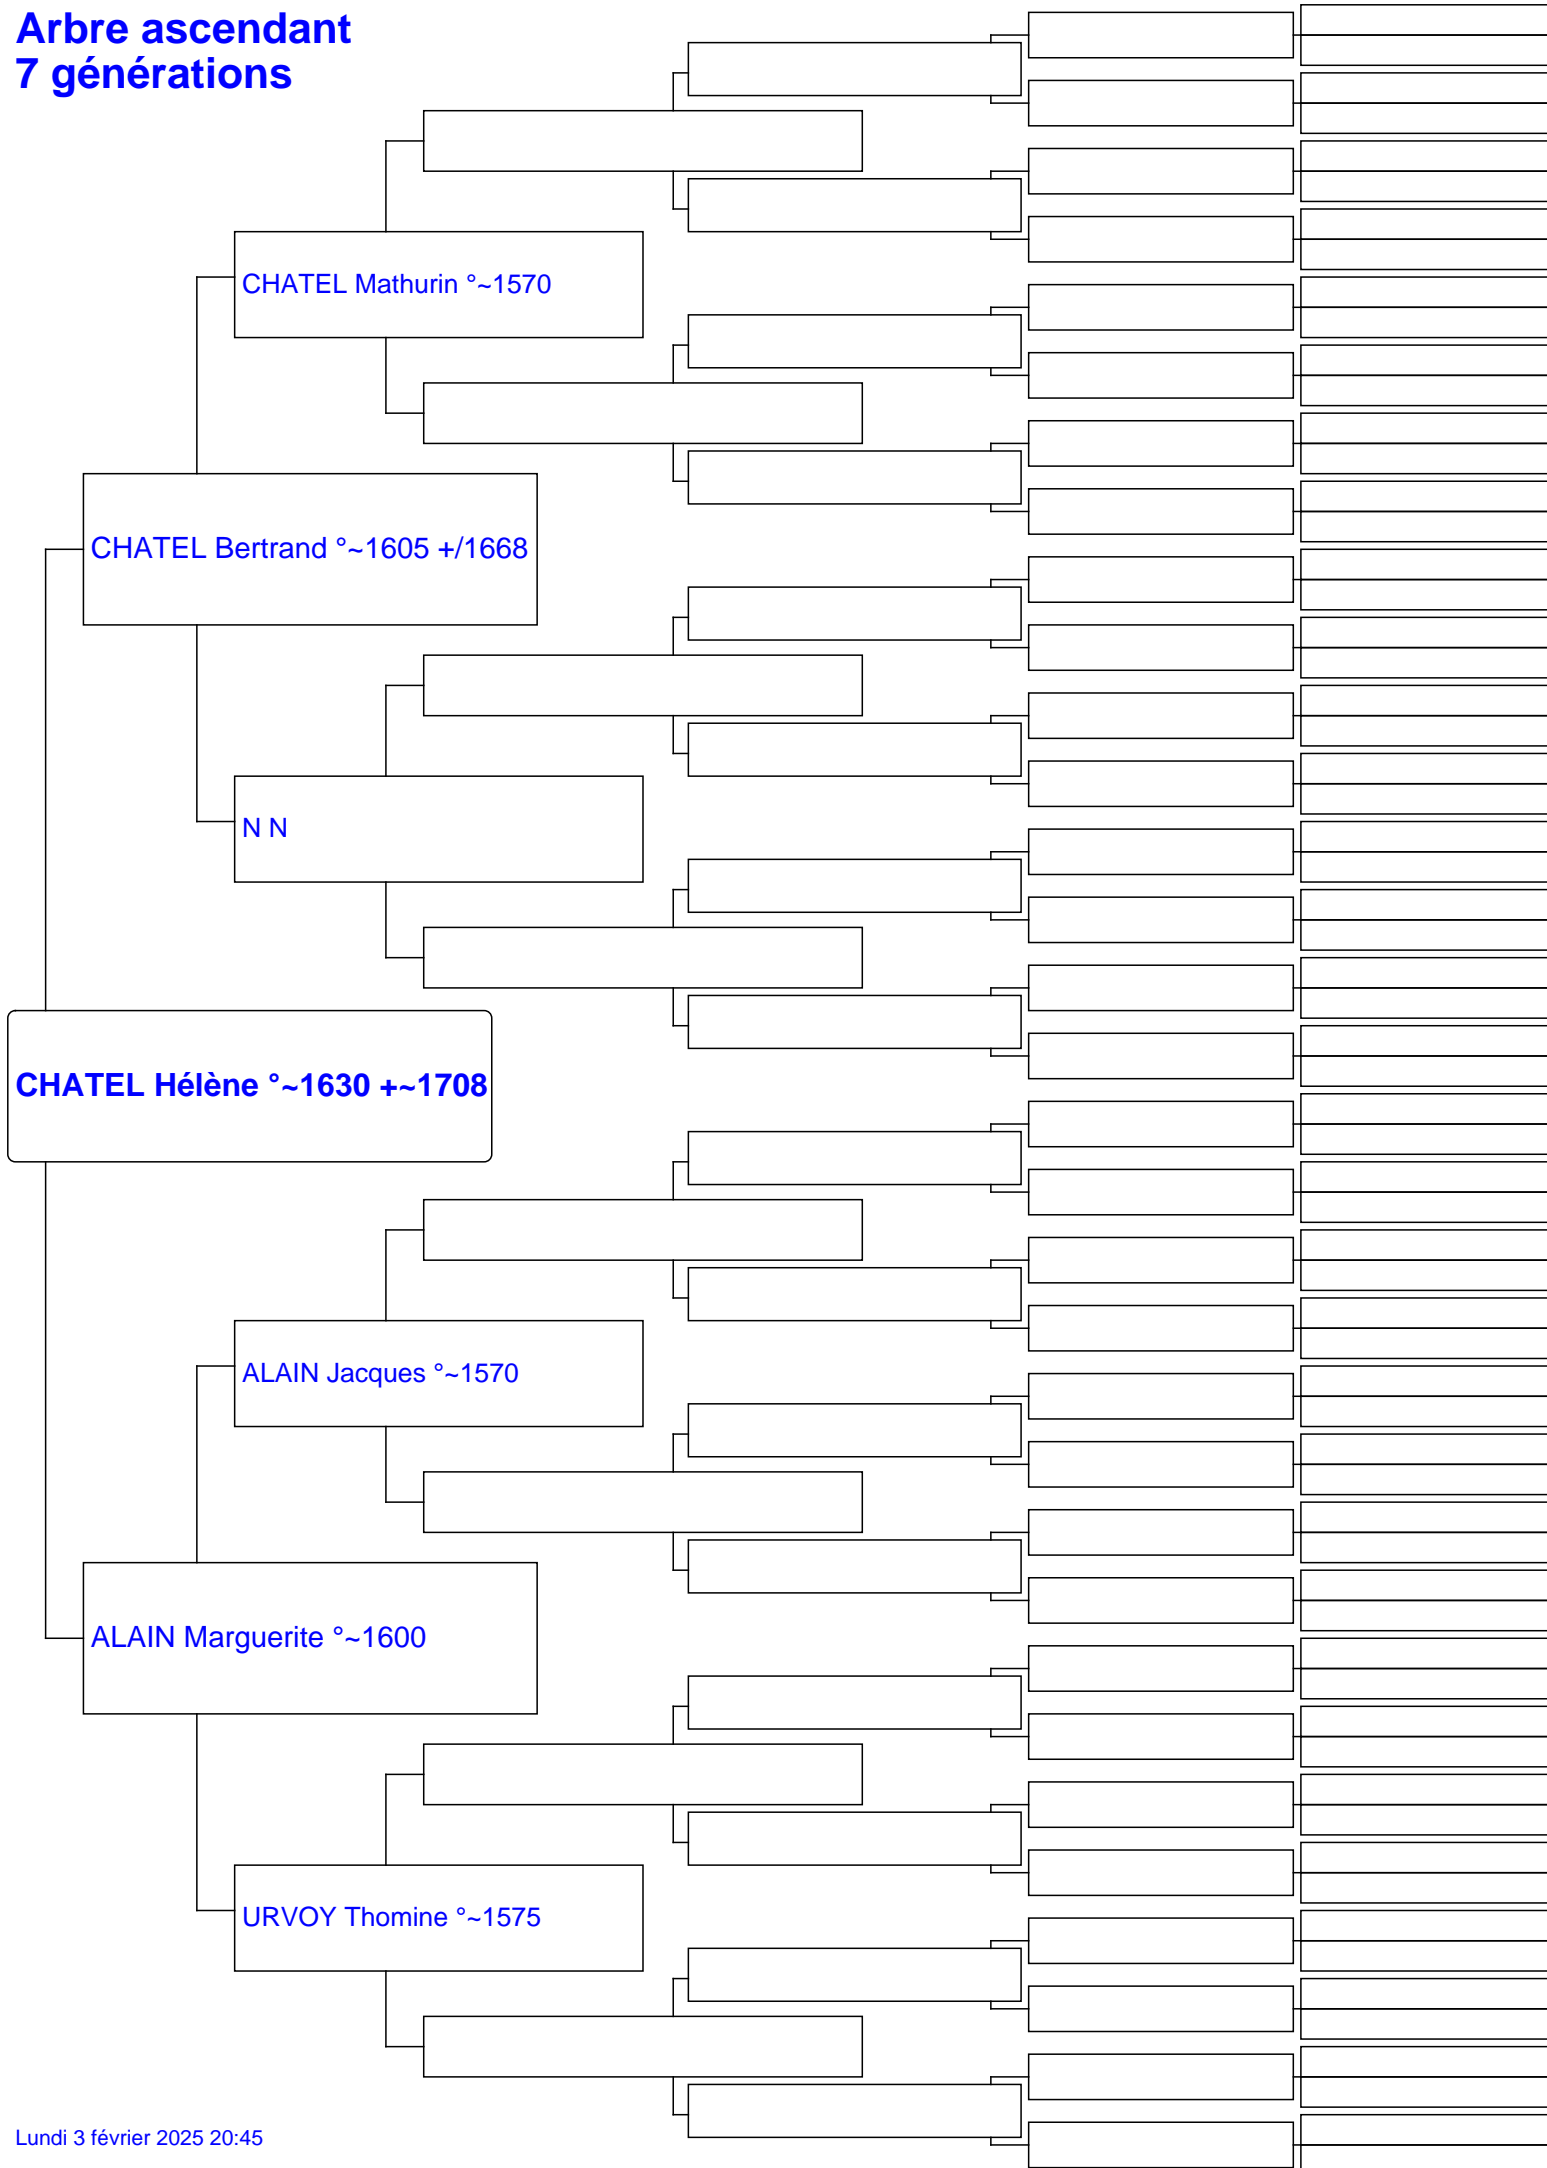 Arbre ascendant
7 générations
CHATEL Mathurin °~1570
CHATEL Bertrand °~1605 +/1668
N N
CHATEL Hélène °~1630 +~1708
ALAIN Jacques °~1570
ALAIN Marguerite °~1600
URVOY Thomine °~1575
Lundi 3 février 2025 20:45